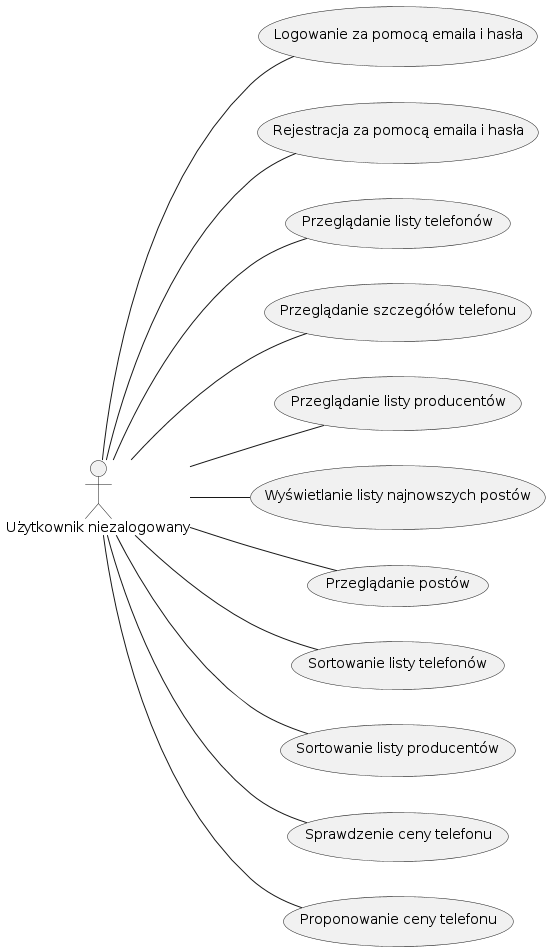 Logowanie za pomocą emaila i hasła
Rejestracja za pomocą emaila i hasła
Przeglądanie listy telefonów
Przeglądanie szczegółów telefonu
Przeglądanie listy producentów
Wyświetlanie listy najnowszych postów
Użytkownik niezalogowany
Przeglądanie postów
Sortowanie listy telefonów
Sortowanie listy producentów
Sprawdzenie ceny telefonu
Proponowanie ceny telefonu